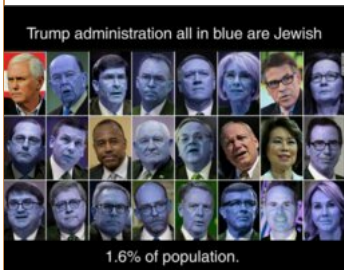 Trump administration all in blue are Jewish
1.6% of population.